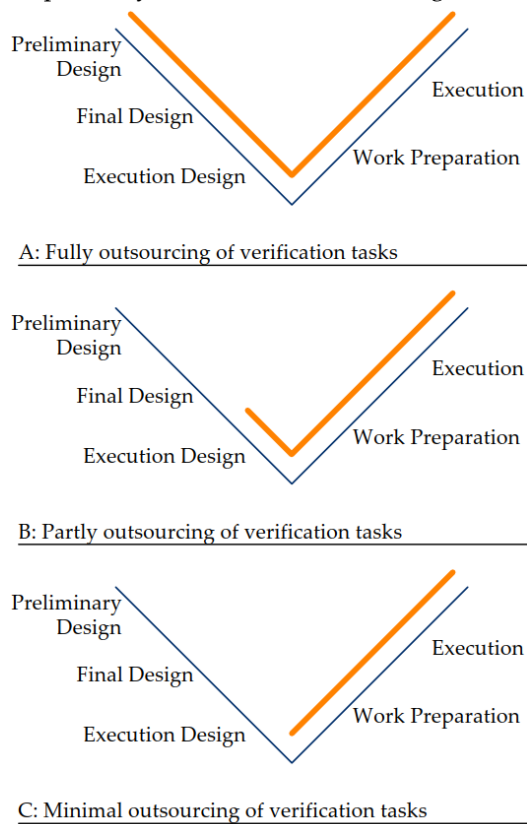 Preliminary
Design
Final Design
Execution Design
Execution
Work Preparation
A: Fully outsourcing of verification tasks
Preliminary
Design
Final Design
Execution Design
Execution
Work Preparation
B: Partly outsourcing of verification tasks
Preliminary
Design
Final Design
Execution Design
Execution
Work Preparation
C: Minimal outsourcing of verification tasks